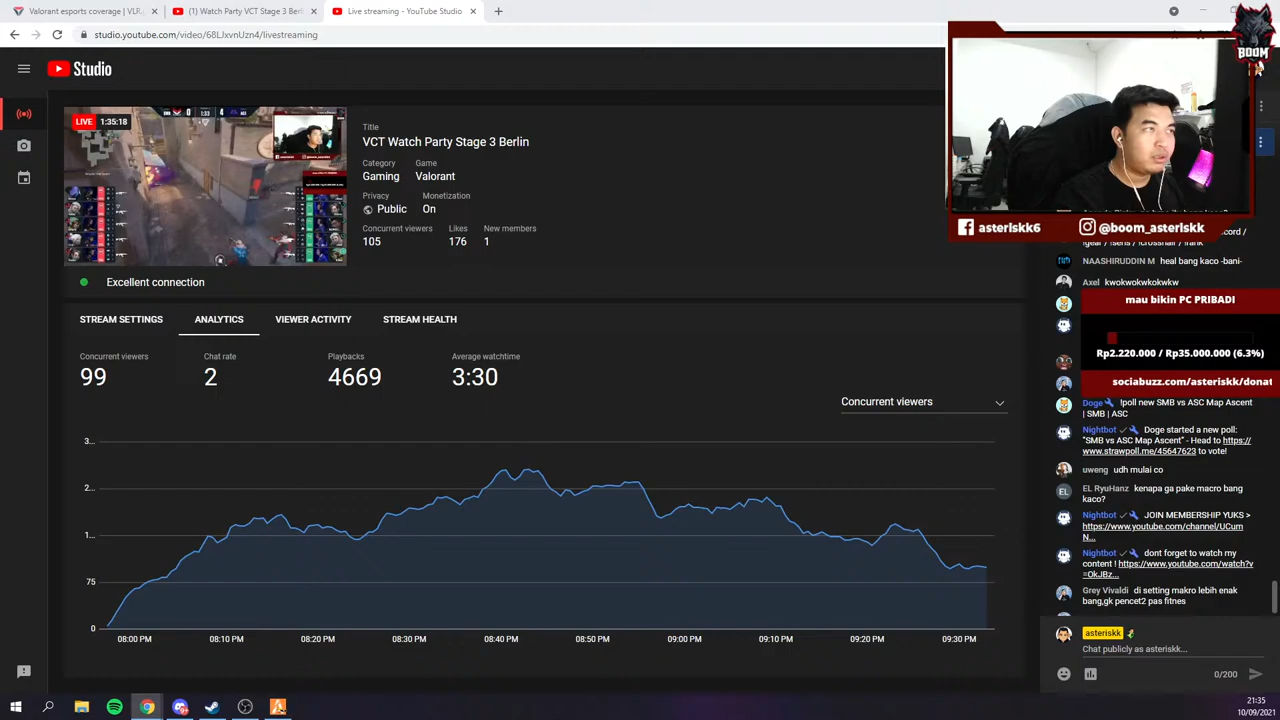 Valorant esports coverage | VLR.g
(1) Watch Party VCT Stage 3 Berl
Live streaming - YouTube Studio
studio.youtube.com/video/68LJxvnUzn4/livestreaming
BOOM
Studio
LIVE
1:35:18
Title
VCT Watch Party Stage 3 Berlin
Category
Game
Gaming
Valorant
Privacy
Monetization
Public
On
Concurrent viewers
Likes
New members
105
176
1
Excellent connection
asteriskk6
@boom_asteriskk
!gear / !sens / !crosshair / !rank
NAASHIRUDDIN M heal bang kaco -bani-
Axel kwokwokwkokwkw
mau bikin PC PRIBADI
Rp2.220.000 / Rp35.000.000 (6.3%)
sociabuzz.com/asteriskk/donat
STREAM SETTINGS
ANALYTICS
VIEWER ACTIVITY
STREAM HEALTH
Concurrent viewers
Chat rate
Playbacks
Average watchtime
99
2
4669
3:30
Concurrent viewers
3...
2...
1...
75
0
08:00 PM
08:10 PM
08:20 PM
08:30 PM
08:40 PM
08:50 PM
09:00 PM
09:10 PM
09:20 PM
09:30 PM
Doge !poll new SMB vs ASC Map Ascent
| SMB | ASC
Nightbot Doge started a new poll:
"SMB vs ASC Map Ascent" - Head to https://
www.strawpoll.me/45647623 to vote!
uweng udh mulai co
EL
EL RyuHanz kenapa ga pake macro bang
kaco?
Nightbot JOIN MEMBERSHIP YUKS >
https://www.youtube.com/channel/UCum
N...
Nightbot dont forget to watch my
content ! https://www.youtube.com/watch?v
=OkJBz...
Grey Vivaldi di setting makro lebih enak
bang,gk pencet2 pas fitnes
asteriskk
Chat publicly as asteriskk...
0/200
21:35
10/09/2021